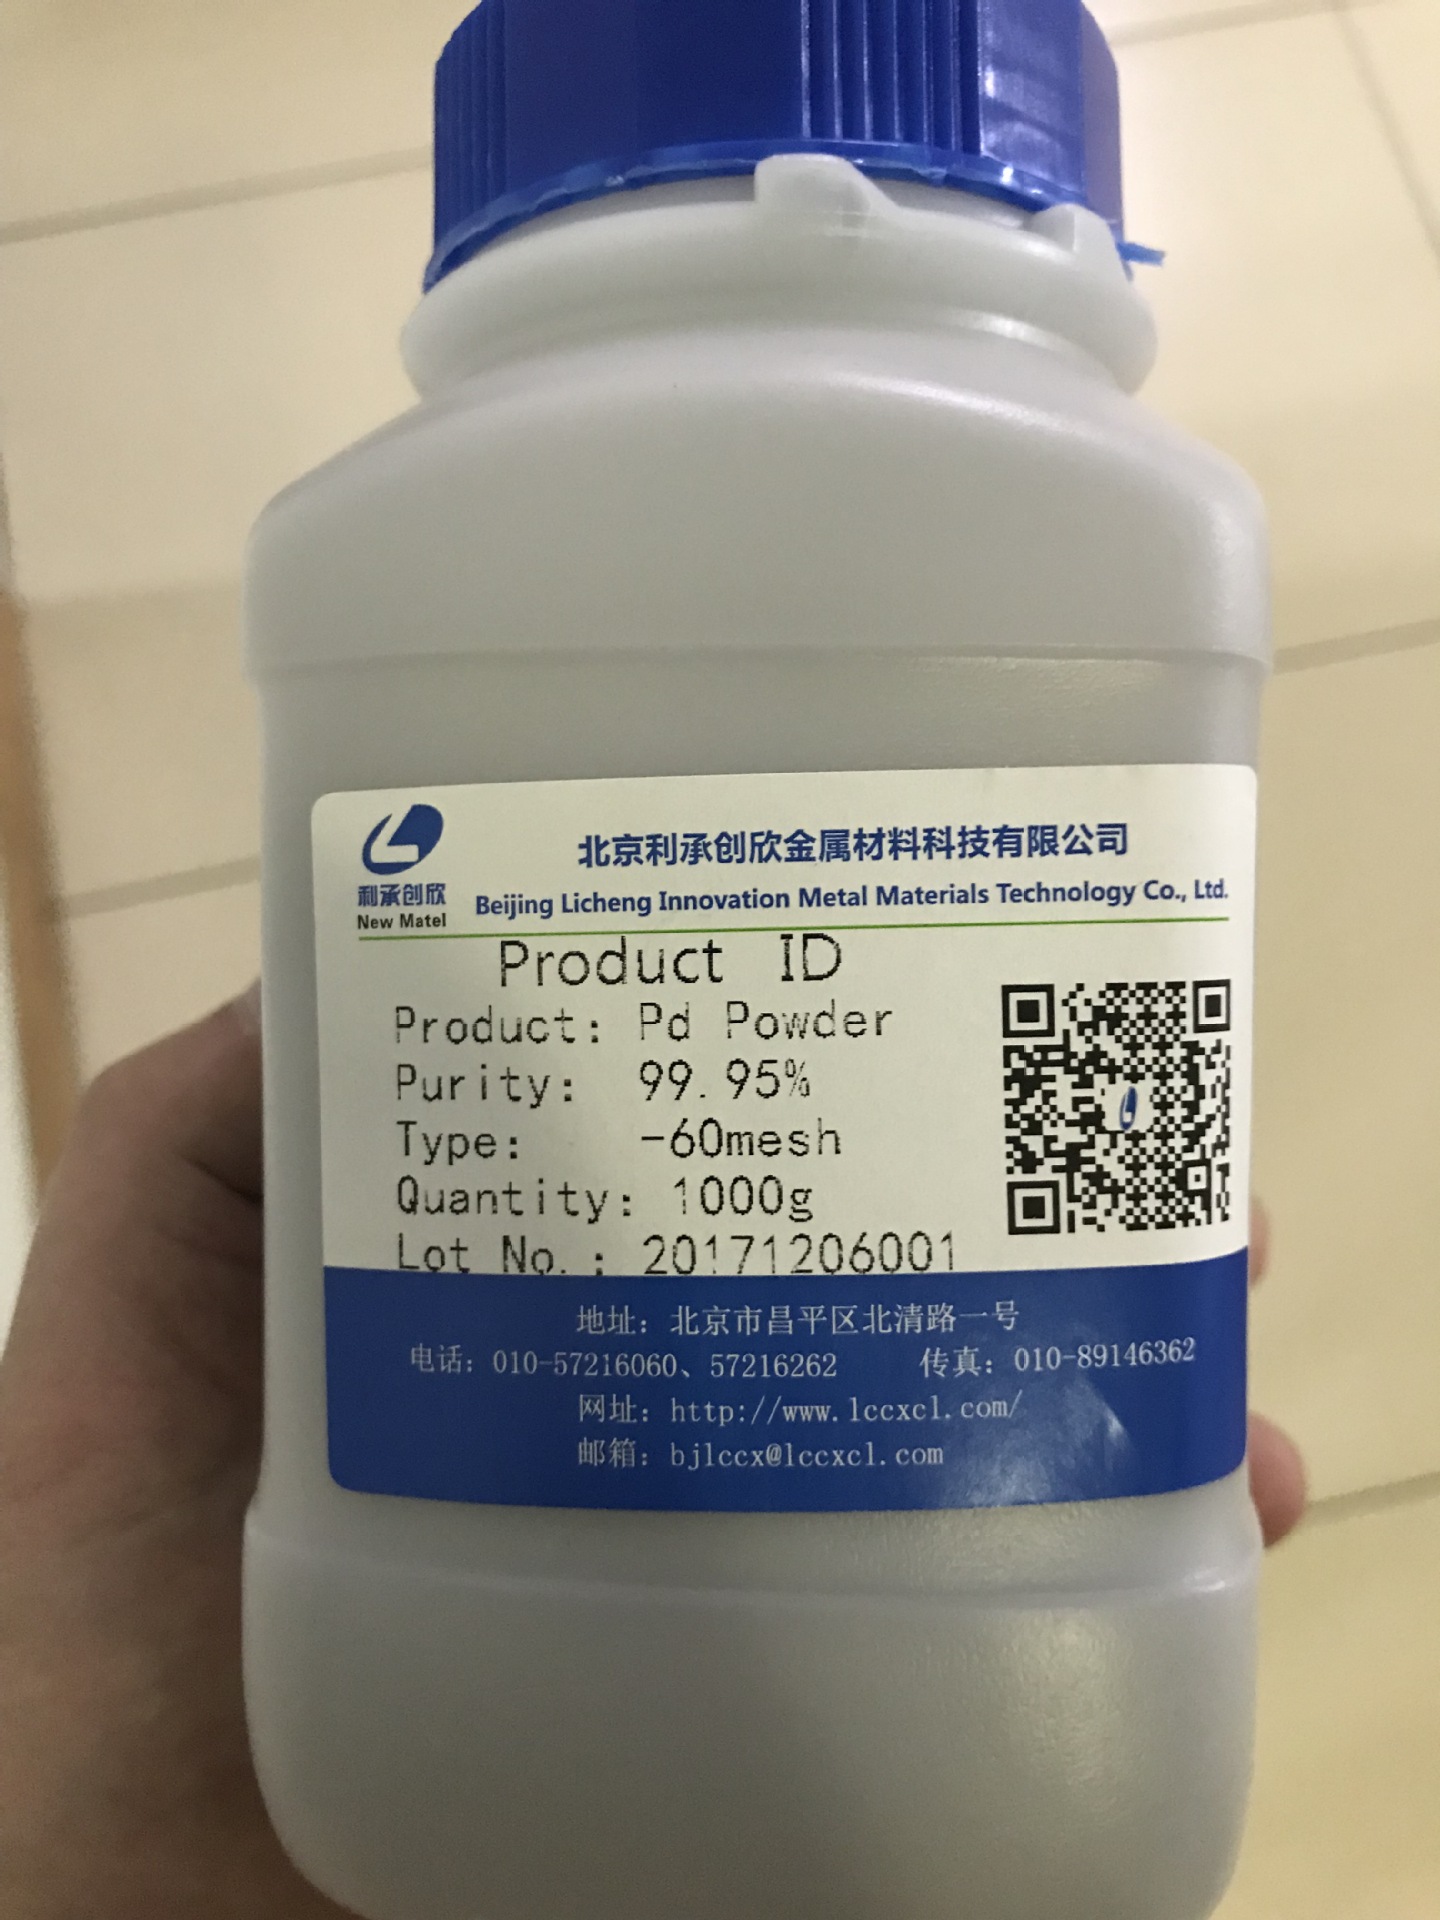 利承创欣
New Matel
北京利承创欣金属材料科技有限公司
Beijing Licheng Innovation Metal Materials Technology Co., Ltd.
Product ID
Product: Pd Powder
Purity: 99.95%
Type: -60mesh
Quantity: 1000g
Lot No.: 20171206001
地址：北京市昌平区北清路一号
电话：010-57216060、57216262 传真：010-89146362
网址：http://www.lccxcl.com/
邮箱：bjlccx@lccxcl.com